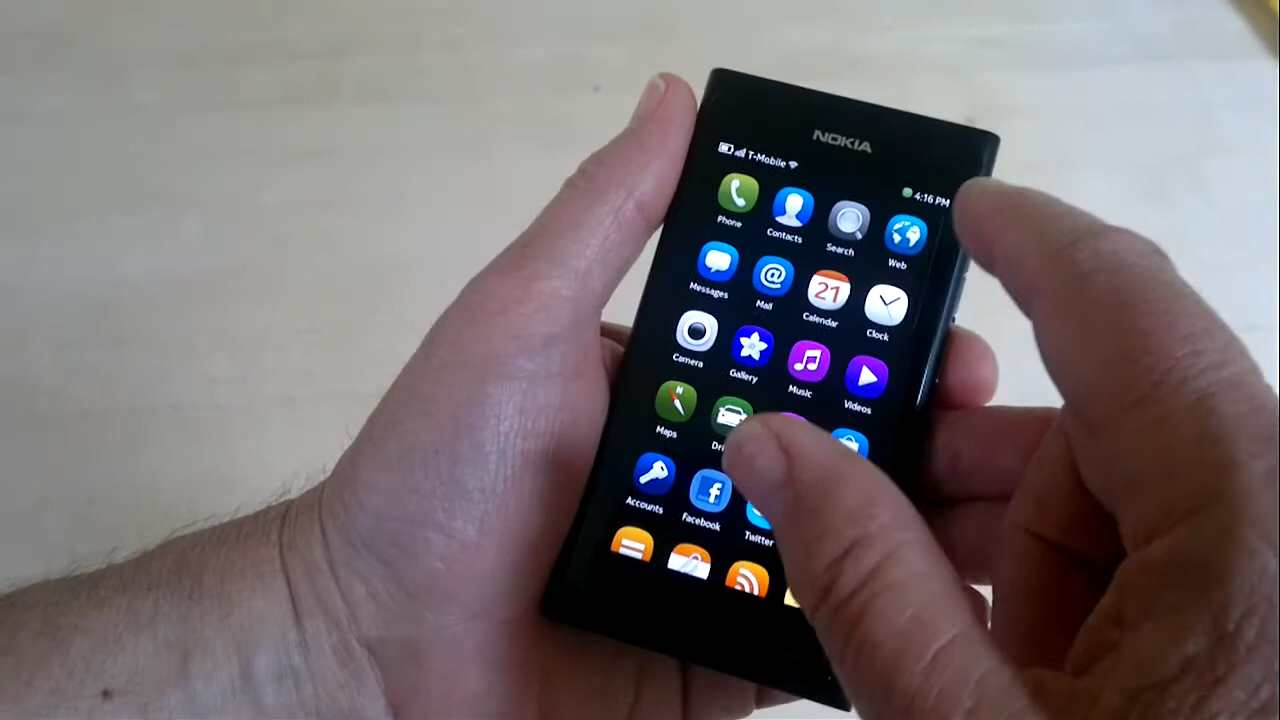 NOKIA
T-Mobile
4:16 PM
Phone Contacts Search Web
Messages Mail 21 Calendar Clock
Camera Gallery Music Videos
N
Maps
Accounts f Facebook Twitter